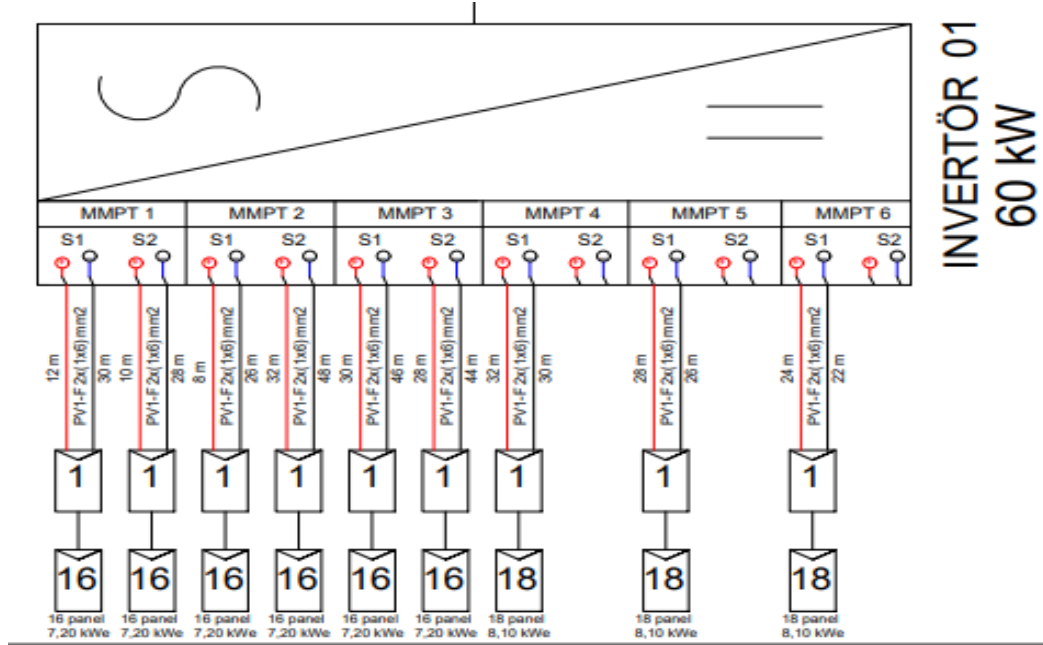 INVERTÖR 01
60 kW
MMPT 1 MMPT 2 MMPT 3 MMPT 4 MMPT 5 MMPT 6
S1 S2 S1 S2 S1 S2 S1 S2 S1 S2 S1 S2
12 m PV1-F 2x(1x6)mm2 30 m
10 m PV1-F 2x(1x6)mm2 28 m
8 m PV1-F 2x(1x6)mm2 26 m
32 m PV1-F 2x(1x6)mm2 48 m
30 m PV1-F 2x(1x6)mm2 46 m
28 m PV1-F 2x(1x6)mm2 44 m
32 m PV1-F 2x(1x6)mm2 30 m
28 m PV1-F 2x(1x6)mm2 26 m
24 m PV1-F 2x(1x6)mm2 22 m
1 1 1 1 1 1 1 1 1
16 16 16 16 16 16 18 18 18
16 panel 16 panel 16 panel 16 panel 16 panel 16 panel 18 panel 18 panel 18 panel
7,20 kWe 7,20 kWe 7,20 kWe 7,20 kWe 7,20 kWe 7,20 kWe 8,10 kWe 8,10 kWe 8,10 kWe